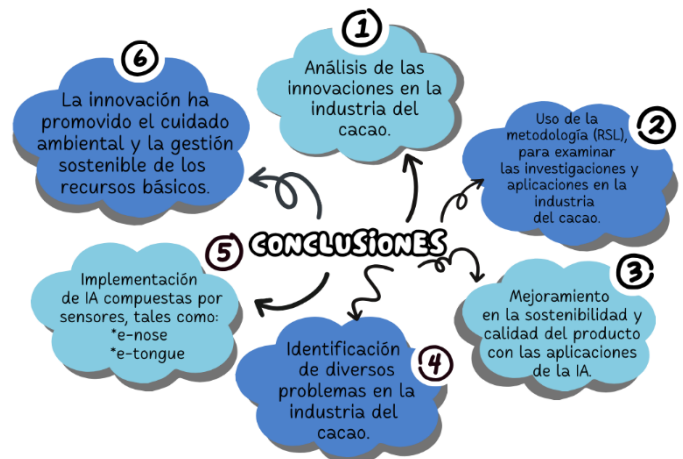 1
Análisis de las
innovaciones en la
industria del
cacao.
2
Uso de la
metodología (RSL),
para examinar
las investigaciones y
aplicaciones en la
industria
del cacao.
3
Mejoramiento
en la sostenibilidad y
calidad del producto
con las aplicaciones
de la IA.
4
Identificación
de diversos
problemas en la
industria del
cacao.
5
Implementación
de IA compuestas por
sensores, tales como:
*e-nose
*e-tongue
6
La innovación ha
promovido el cuidado
ambiental y la gestión
sostenible de los
recursos básicos.
CONCLUSIONES